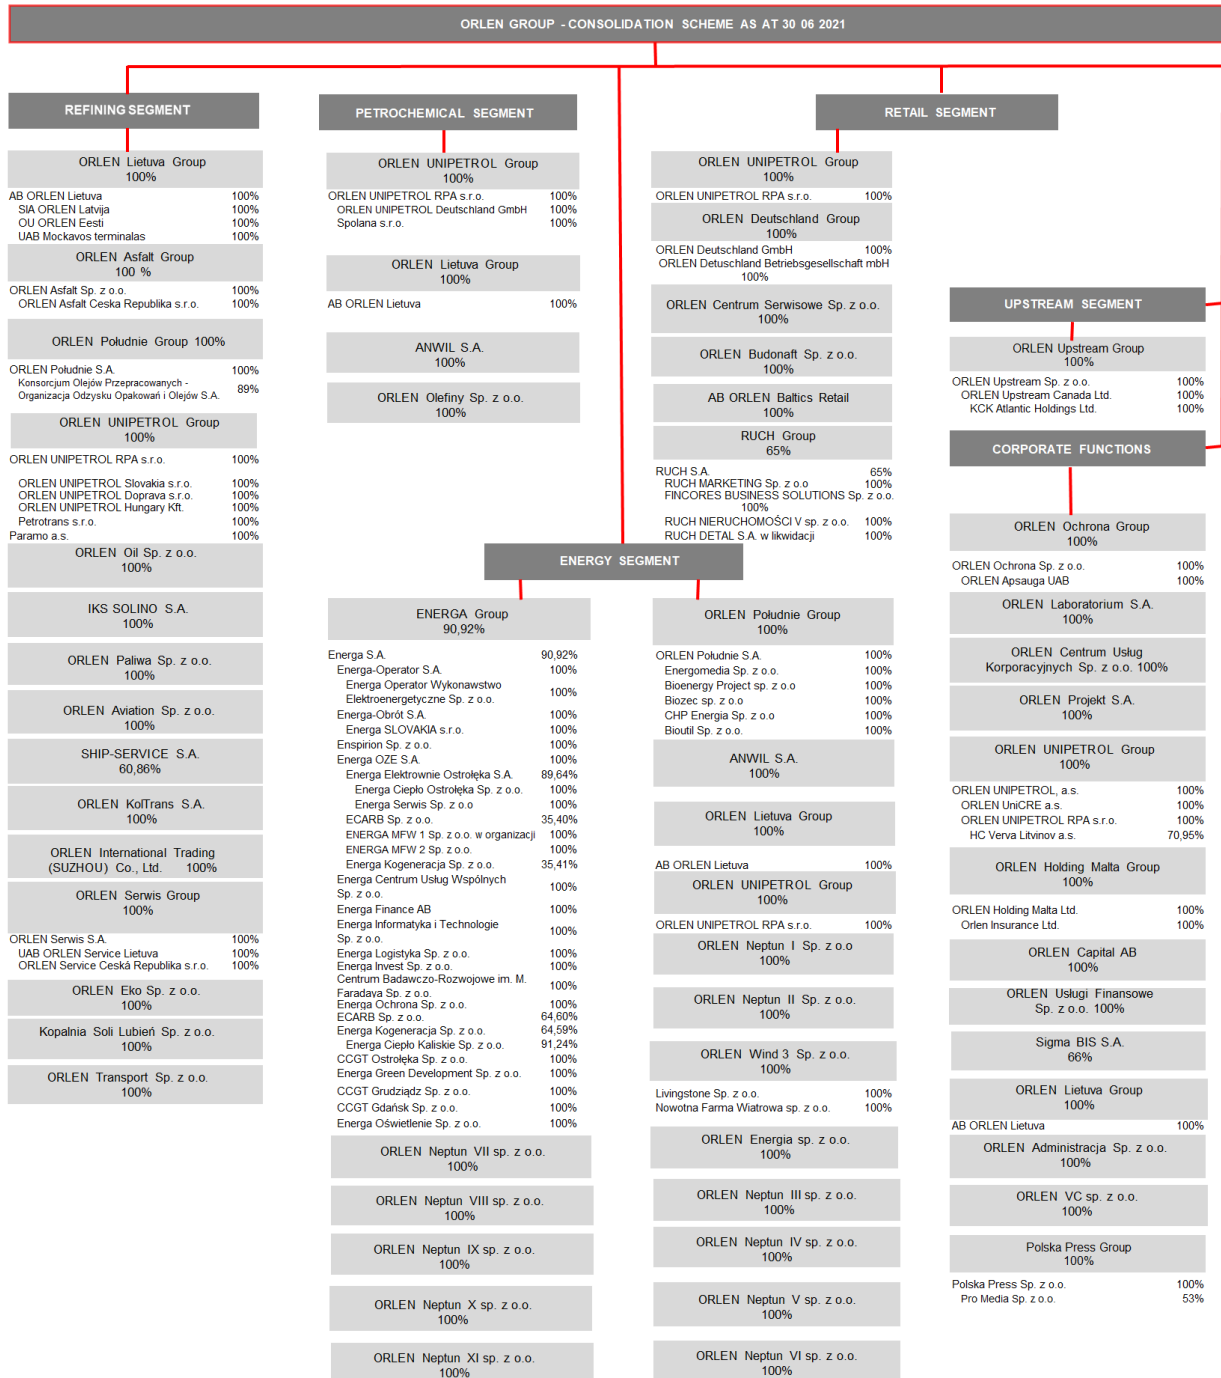 ORLEN GROUP - CONSOLIDATION SCHEME AS AT 30 06 2021
REFINING SEGMENT
ORLEN Lietuva Group
100%
AB ORLEN Lietuva 100%
SIA ORLEN Latvija 100%
OU ORLEN Eesti 100%
UAB Mockavos terminalas 100%
ORLEN Asfalt Group
100 %
ORLEN Asfalt Sp. z o.o. 100%
ORLEN Asfalt Ceska Republika s.r.o. 100%
ORLEN Południe Group 100%
ORLEN Południe S.A. 100%
Konsorcjum Olejów Przepracowanych -
Organizacja Odzysku Opakowań i Olejów S.A. 89%
ORLEN UNIPETROL Group
100%
ORLEN UNIPETROL RPA s.r.o. 100%
ORLEN UNIPETROL Slovakia s.r.o. 100%
ORLEN UNIPETROL Doprava s.r.o. 100%
ORLEN UNIPETROL Hungary Kft. 100%
Petrotrans s.r.o. 100%
Paramo a.s. 100%
ORLEN Oil Sp. z o.o.
100%
IKS SOLINO S.A.
100%
ORLEN Paliwa Sp. z o.o.
100%
ORLEN Aviation Sp. z o.o.
100%
SHIP-SERVICE S.A.
60,86%
ORLEN KolTrans S.A.
100%
ORLEN International Trading
(SUZHOU) Co., Ltd. 100%
ORLEN Serwis Group
100%
ORLEN Serwis S.A. 100%
UAB ORLEN Service Lietuva 100%
ORLEN Service Ceská Republika s.r.o. 100%
ORLEN Eko Sp. z o.o.
100%
Kopalnia Soli Lubień Sp. z o.o.
100%
ORLEN Transport Sp. z o.o.
100%
PETROCHEMICAL SEGMENT
ORLEN UNIPETROL Group
100%
ORLEN UNIPETROL RPA s.r.o. 100%
ORLEN UNIPETROL Deutschland GmbH 100%
Spolana s.r.o. 100%
ORLEN Lietuva Group
100%
AB ORLEN Lietuva 100%
ANWIL S.A.
100%
ORLEN Olefiny Sp. z o.o.
100%
RETAIL SEGMENT
ORLEN UNIPETROL Group
100%
ORLEN UNIPETROL RPA s.r.o. 100%
ORLEN Deutschland Group
100%
ORLEN Deutschland GmbH 100%
ORLEN Detuschland Betriebsgesellschaft mbH
100%
ORLEN Centrum Serwisowe Sp. z o.o.
100%
ORLEN Budonaft Sp. z o.o.
100%
AB ORLEN Baltics Retail
100%
RUCH Group
65%
RUCH S.A. 65%
RUCH MARKETING Sp. z o.o 100%
FINCORES BUSINESS SOLUTIONS Sp. z o.o.
100%
RUCH NIERUCHOMOŚCI V sp. z o.o. 100%
RUCH DETAL S.A. w likwidacji 100%
ENERGY SEGMENT
ENERGA Group
90,92%
Energa S.A. 90,92%
Energa-Operator S.A. 100%
Energa Operator Wykonawstwo
Elektroenergetyczne Sp. z o.o. 100%
Energa-Obrót S.A. 100%
Energa SLOVAKIA s.r.o. 100%
Enspirion Sp. z o.o. 100%
Energa OZE S.A. 100%
Energa Elektrownie Ostrołęka S.A. 89,64%
Energa Ciepło Ostrołęka Sp. z o.o. 100%
Energa Serwis Sp. z o.o 100%
ECARB Sp. z o.o. 35,40%
ENERGA MFW 1 Sp. z o.o. w organizacji 100%
ENERGA MFW 2 Sp. z o.o. 100%
Energa Kogeneracja Sp. z o.o. 35,41%
Energa Centrum Usług Wspólnych
Sp. z o.o. 100%
Energa Finance AB 100%
Energa Informatyka i Technologie
Sp. z o.o. 100%
Energa Logistyka Sp. z o.o. 100%
Energa Invest Sp. z o.o. 100%
Centrum Badawczo-Rozwojowe im. M.
Faradaya Sp. z o.o. 100%
Energa Ochrona Sp. z o.o. 100%
ECARB Sp. z o.o. 64,60%
Energa Kogeneracja Sp. z o.o. 64,59%
Energa Ciepło Kaliskie Sp. z o.o. 91,24%
CCGT Ostrołęka Sp. z o.o. 100%
Energa Green Development Sp. z o.o. 100%
CCGT Grudziądz Sp. z o.o. 100%
CCGT Gdańsk Sp. z o.o. 100%
Energa Oświetlenie Sp. z o.o. 100%
ORLEN Neptun VII sp. z o.o.
100%
ORLEN Neptun VIII sp. z o.o.
100%
ORLEN Neptun IX sp. z o.o.
100%
ORLEN Neptun X sp. z o.o.
100%
ORLEN Neptun XI sp. z o.o.
100%
ORLEN Południe Group
100%
ORLEN Południe S.A. 100%
Energomedia Sp. z o.o. 100%
Bioenergy Project sp. z o.o 100%
Biozec sp. z o.o 100%
CHP Energia Sp. z o.o 100%
Bioutil Sp. z o.o. 100%
ANWIL S.A.
100%
ORLEN Lietuva Group
100%
AB ORLEN Lietuva 100%
ORLEN UNIPETROL Group
100%
ORLEN UNIPETROL RPA s.r.o. 100%
ORLEN Neptun I Sp. z o.o
100%
ORLEN Neptun II Sp. z o.o.
100%
ORLEN Wind 3 Sp. z o.o.
100%
Livingstone Sp. z o.o. 100%
Nowotna Farma Wiatrowa sp. z o.o. 100%
ORLEN Energia sp. z o.o.
100%
ORLEN Neptun III sp. z o.o.
100%
ORLEN Neptun IV sp. z o.o.
100%
ORLEN Neptun V sp. z o.o.
100%
ORLEN Neptun VI sp. z o.o.
100%
UPSTREAM SEGMENT
ORLEN Upstream Group
100%
ORLEN Upstream Sp. z o.o. 100%
ORLEN Upstream Canada Ltd. 100%
KCK Atlantic Holdings Ltd. 100%
CORPORATE FUNCTIONS
ORLEN Ochrona Group
100%
ORLEN Ochrona Sp. z o.o. 100%
ORLEN Apsauga UAB 100%
ORLEN Laboratorium S.A.
100%
ORLEN Centrum Usług
Korporacyjnych Sp. z o.o. 100%
ORLEN Projekt S.A.
100%
ORLEN UNIPETROL Group
100%
ORLEN UNIPETROL, a.s. 100%
ORLEN UniCRE a.s. 100%
ORLEN UNIPETROL RPA s.r.o. 100%
HC Verva Litvinov a.s. 70,95%
ORLEN Holding Malta Group
100%
ORLEN Holding Malta Ltd. 100%
Orlen Insurance Ltd. 100%
ORLEN Capital AB
100%
ORLEN Usługi Finansowe
Sp. z o.o. 100%
Sigma BIS S.A.
66%
ORLEN Lietuva Group
100%
AB ORLEN Lietuva 100%
ORLEN Administracja Sp. z o.o.
100%
ORLEN VC sp. z o.o.
100%
Polska Press Group
100%
Polska Press Sp. z o.o. 100%
Pro Media Sp. z o.o. 53%